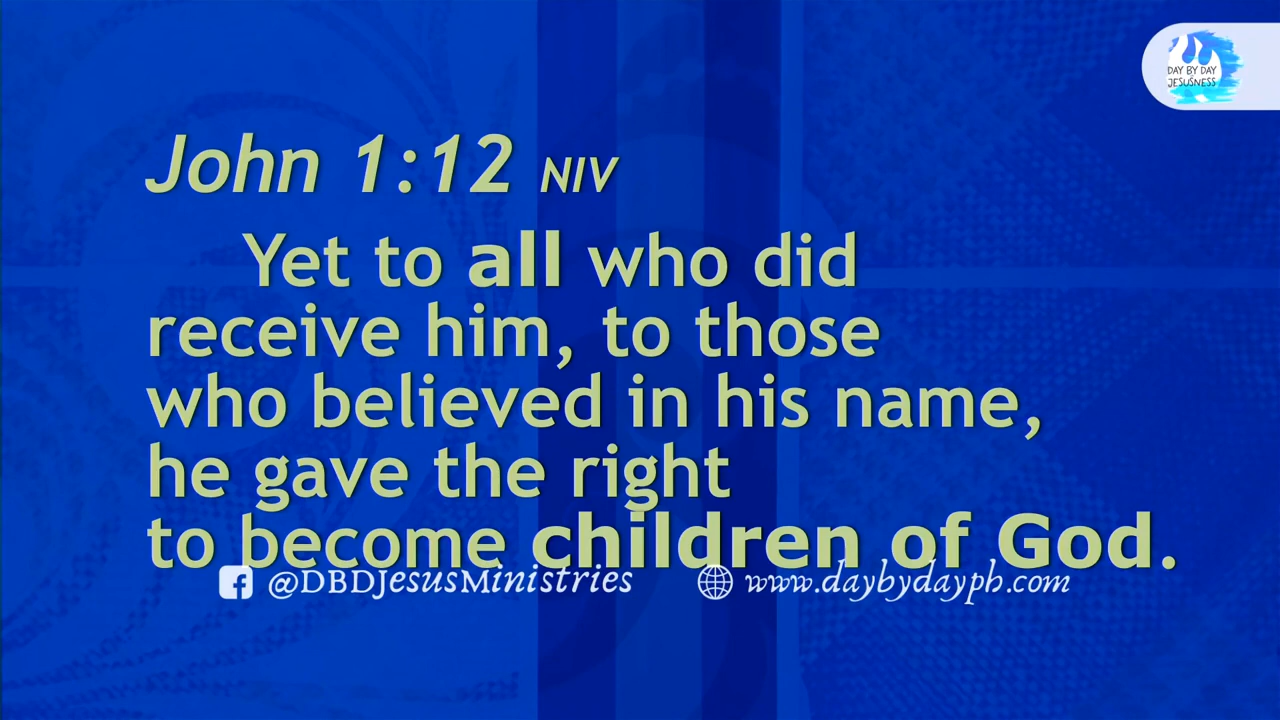 DAY BY DAY
JESUSNESS
John 1:12 NIV
Yet to all who did
receive him, to those
who believed in his name,
he gave the right
to become children of God.
@DBDJesusMinistries www.daybydayph.com